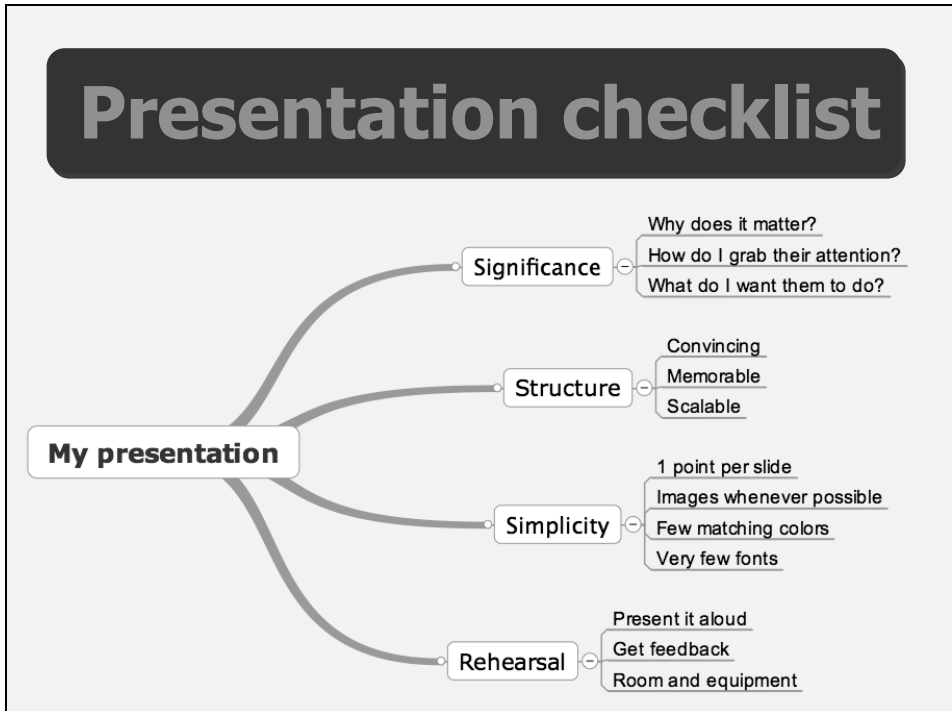 Presentation checklist
My presentation
Significance
Why does it matter?
How do I grab their attention?
What do I want them to do?
Structure
Convincing
Memorable
Scalable
Simplicity
1 point per slide
Images whenever possible
Few matching colors
Very few fonts
Rehearsal
Present it aloud
Get feedback
Room and equipment